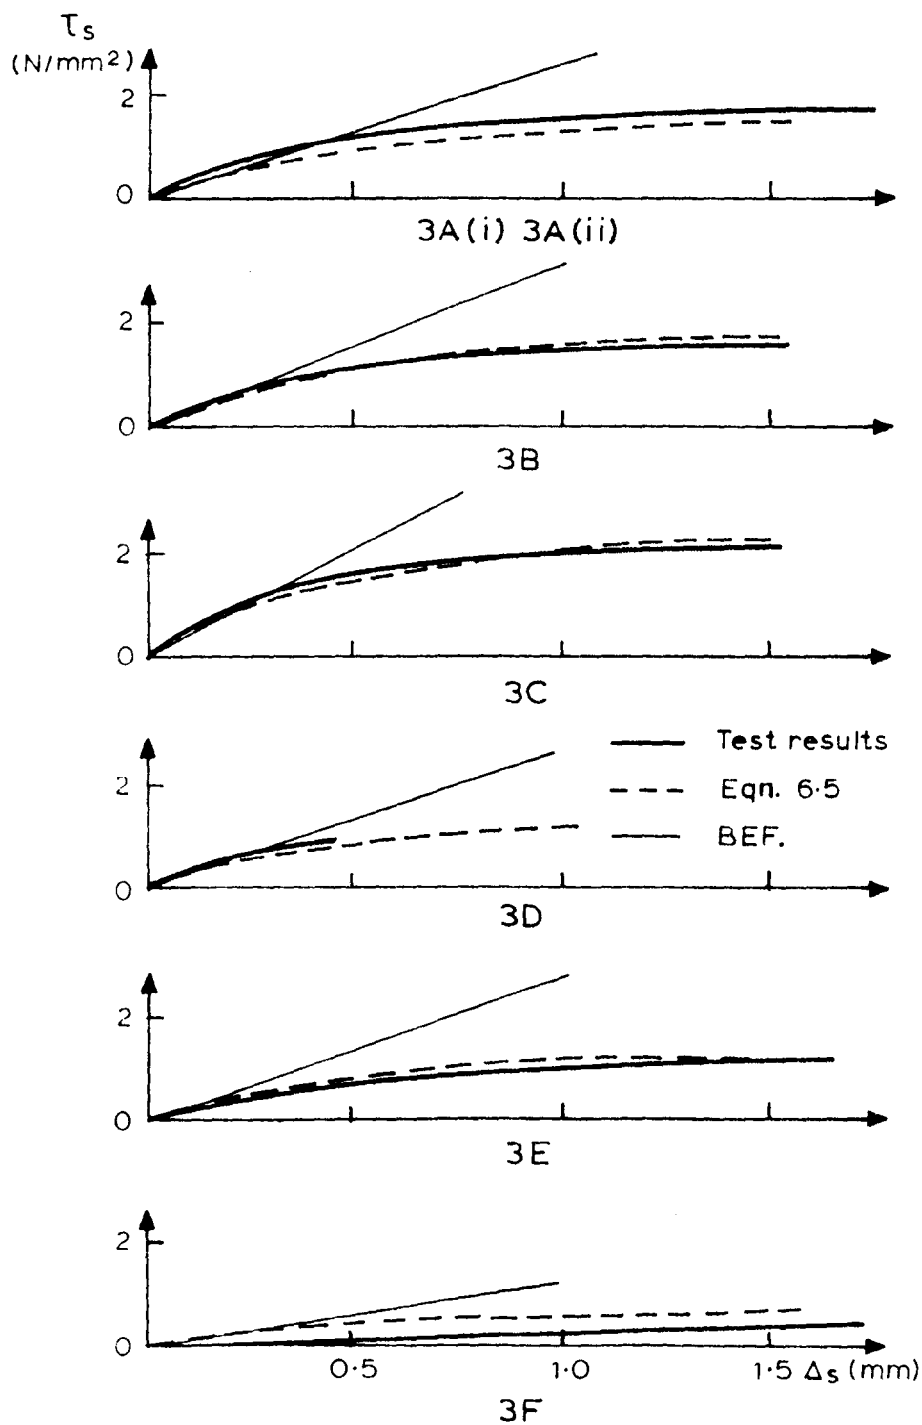 τs
(N/mm²)
2
0
3A(i) 3A(ii)
2
0
3B
2
0
3C
Test results
Eqn. 6·5
BEF.
2
0
3D
2
0
3E
2
0
0·5
1·0
1·5 Δs (mm)
3F